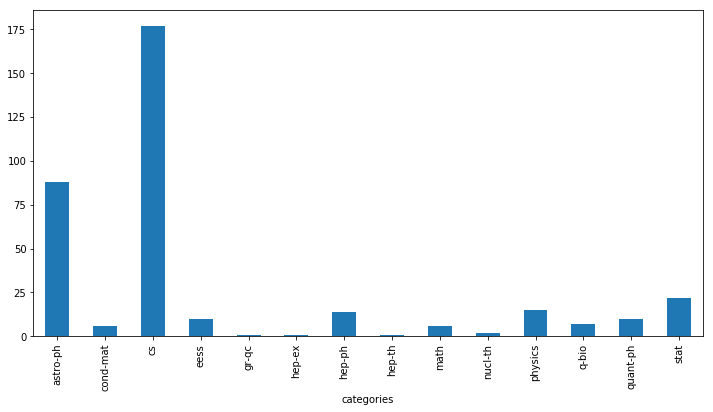 175
150
125
100
75
50
25
0
astro-ph
cond-mat
cs
eess
gr-qc
hep-ex
hep-ph
hep-th
math
nucl-th
physics
q-bio
quant-ph
stat
categories